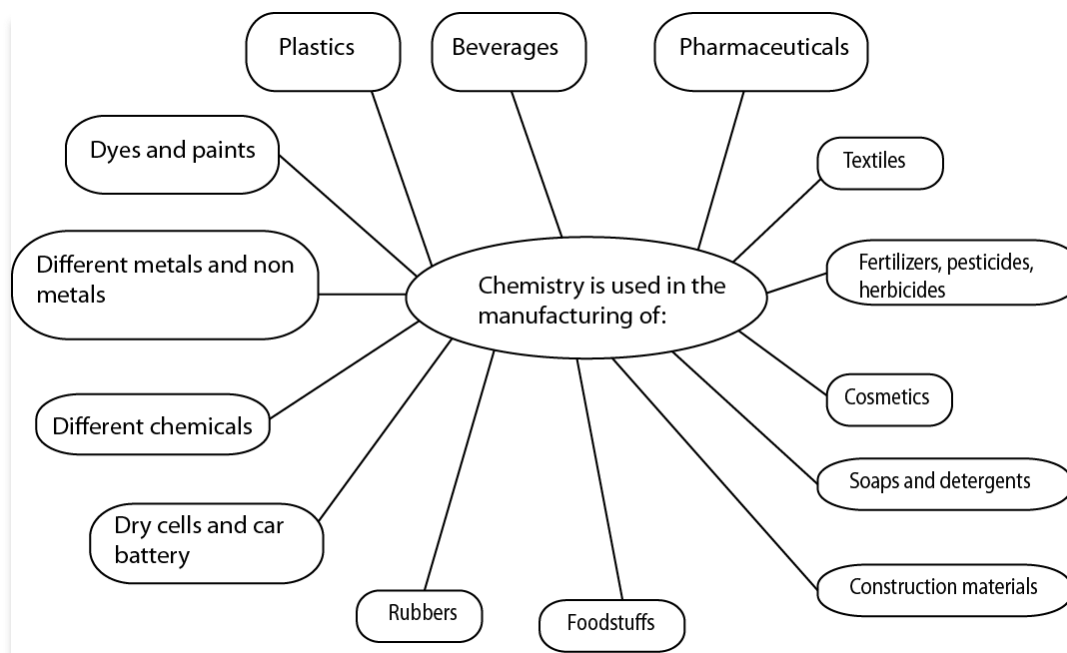 Plastics
Beverages
Pharmaceuticals
Dyes and paints
Textiles
Different metals and non
metals
Chemistry is used in the
manufacturing of:
Fertilizers, pesticides,
herbicides
Different chemicals
Cosmetics
Soaps and detergents
Dry cells and car
battery
Rubbers
Foodstuffs
Construction materials